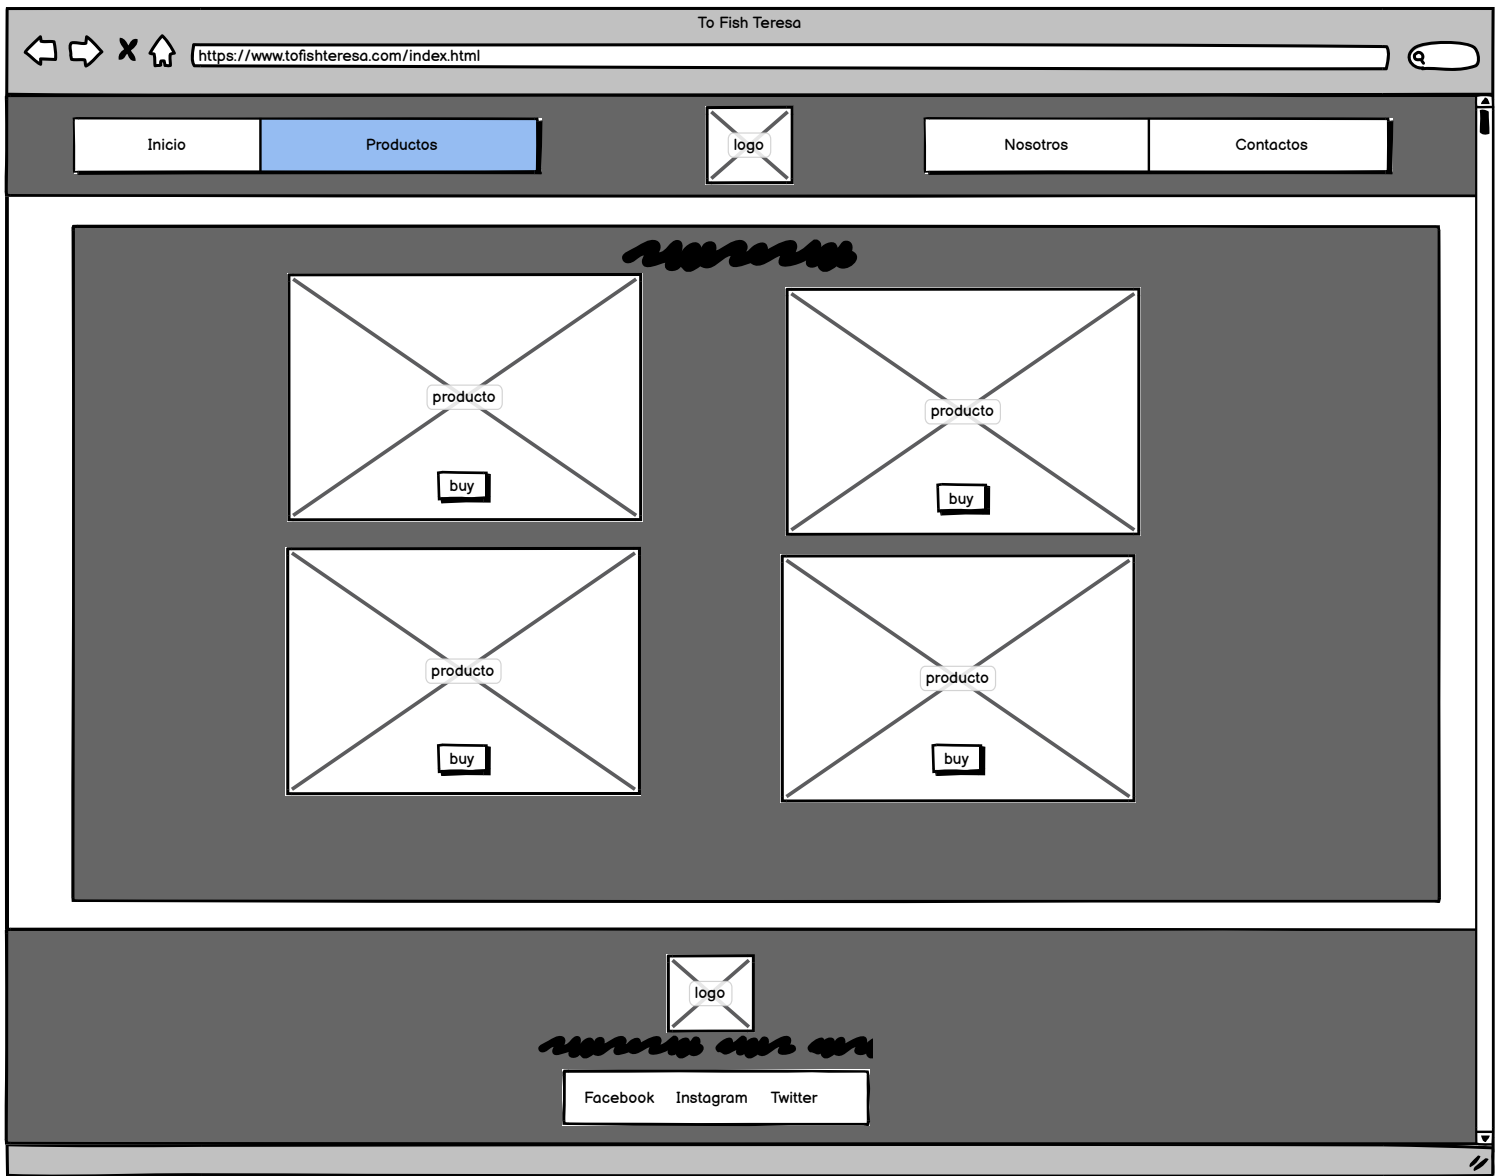 To Fish Teresa
https://www.tofishteresa.com/index.html
Inicio Productos logo Nosotros Contactos
producto
producto
buy
buy
producto
producto
buy
buy
logo
Facebook Instagram Twitter